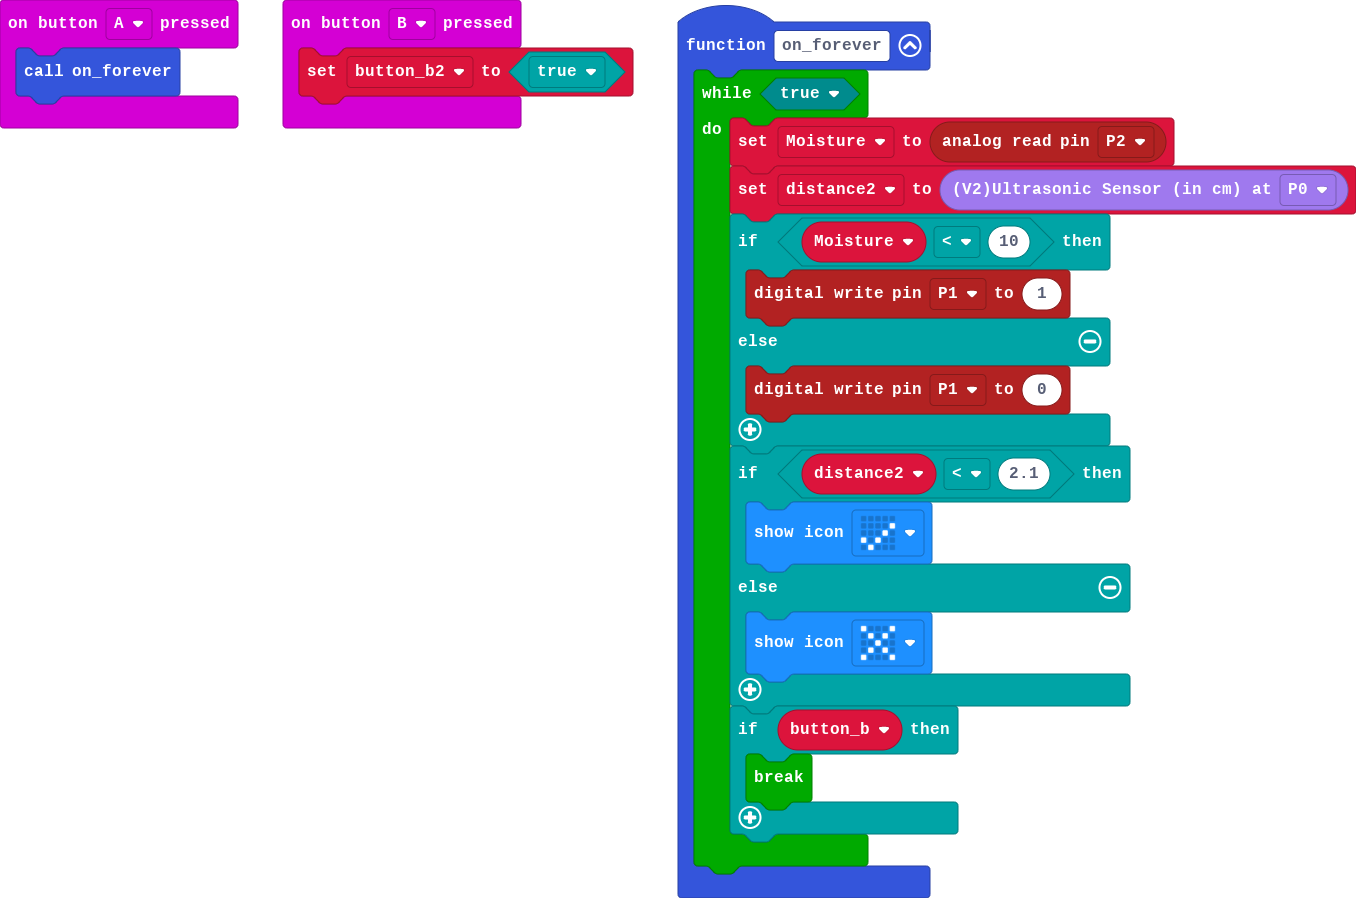 on button A pressed
call on_forever
on button B pressed
set button_b2 to true
function on_forever
while true
do
set Moisture to analog read pin P2
set distance2 to (V2)Ultrasonic Sensor (in cm) at P0
if Moisture < 10 then
digital write pin P1 to 1
else
digital write pin P1 to 0
if distance2 < 2.1 then
show icon
else
show icon
if button_b then
break